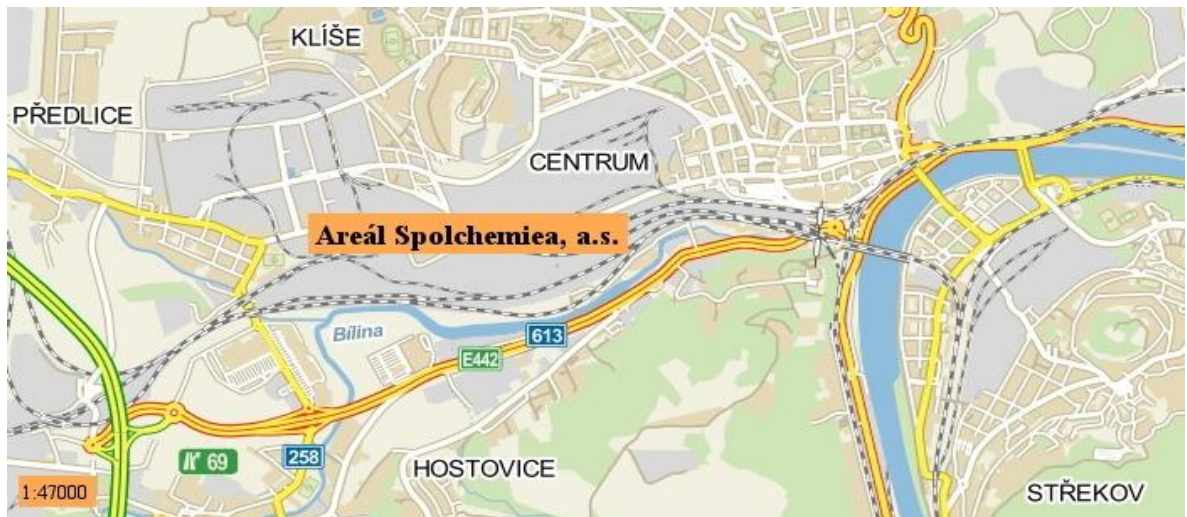 KLÍŠE
PŘEDLICE
CENTRUM
Areál Spolchemiea, a.s.
Bílina
613
E442
258
69
HOSTOVICE
1:47000
STŘEKOV